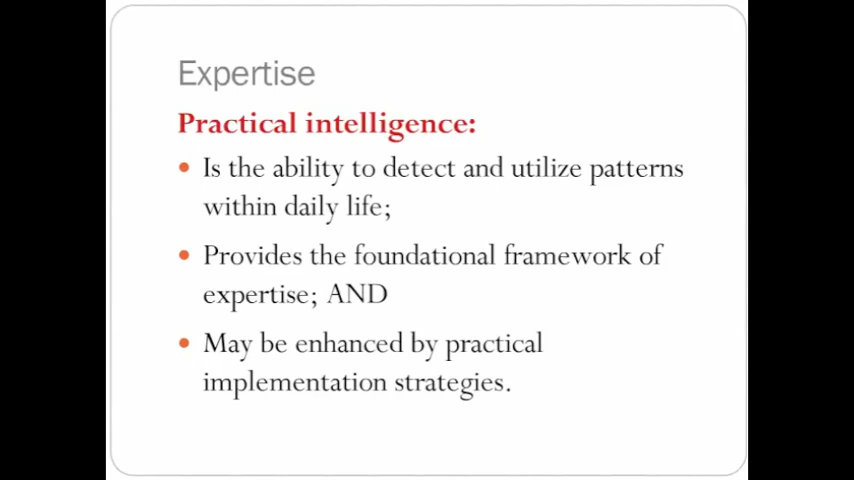 Expertise
Practical intelligence:
• Is the ability to detect and utilize patterns
within daily life;
• Provides the foundational framework of
expertise; AND
• May be enhanced by practical
implementation strategies.